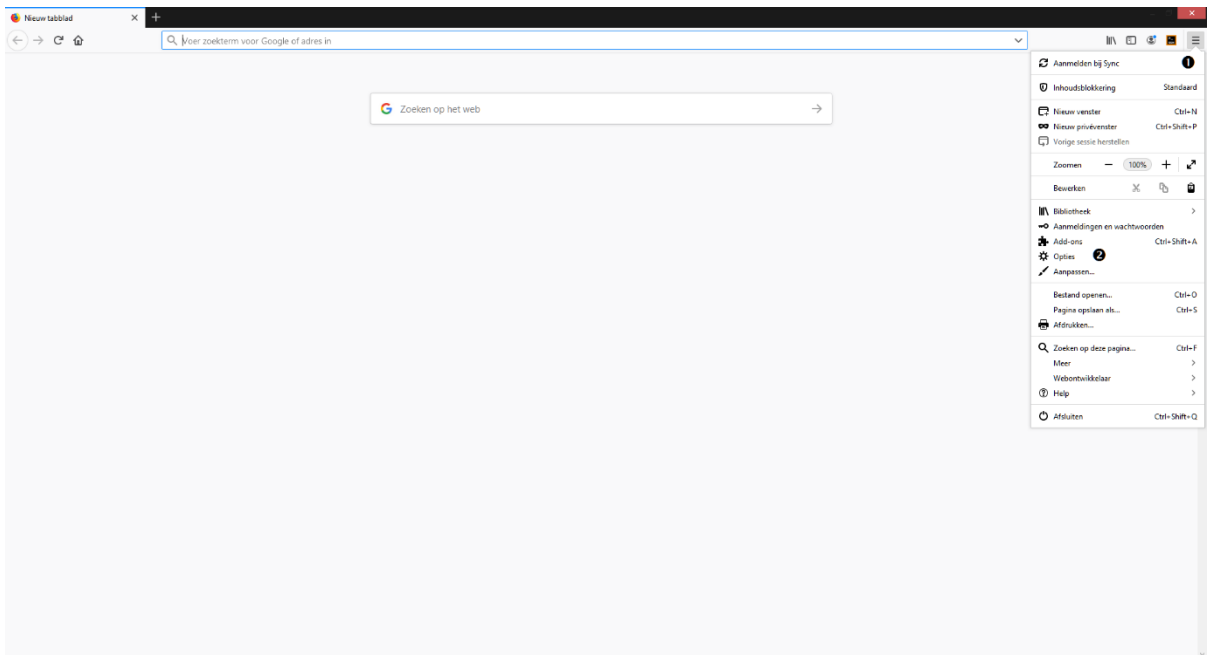 Nieuw tabblad
Voer zoekterm voor Google of adres in
Zoeken op het web
Aanmelden bij Sync 1
Inhoudsblokkering Standaard
Nieuw venster Ctrl+N
Nieuw privévenster Ctrl+Shift+P
Vorige sessie herstellen
Zoomen 100%
Bewerken
Bibliotheek
Aanmeldingen en wachtwoorden
Add-ons Ctrl+Shift+A
Opties 2
Aanpassen...
Bestand openen... Ctrl+O
Pagina opslaan als... Ctrl+S
Afdrukken...
Zoeken op deze pagina... Ctrl+F
Meer
Webontwikkelaar
Help
Afsluiten Ctrl+Shift+Q